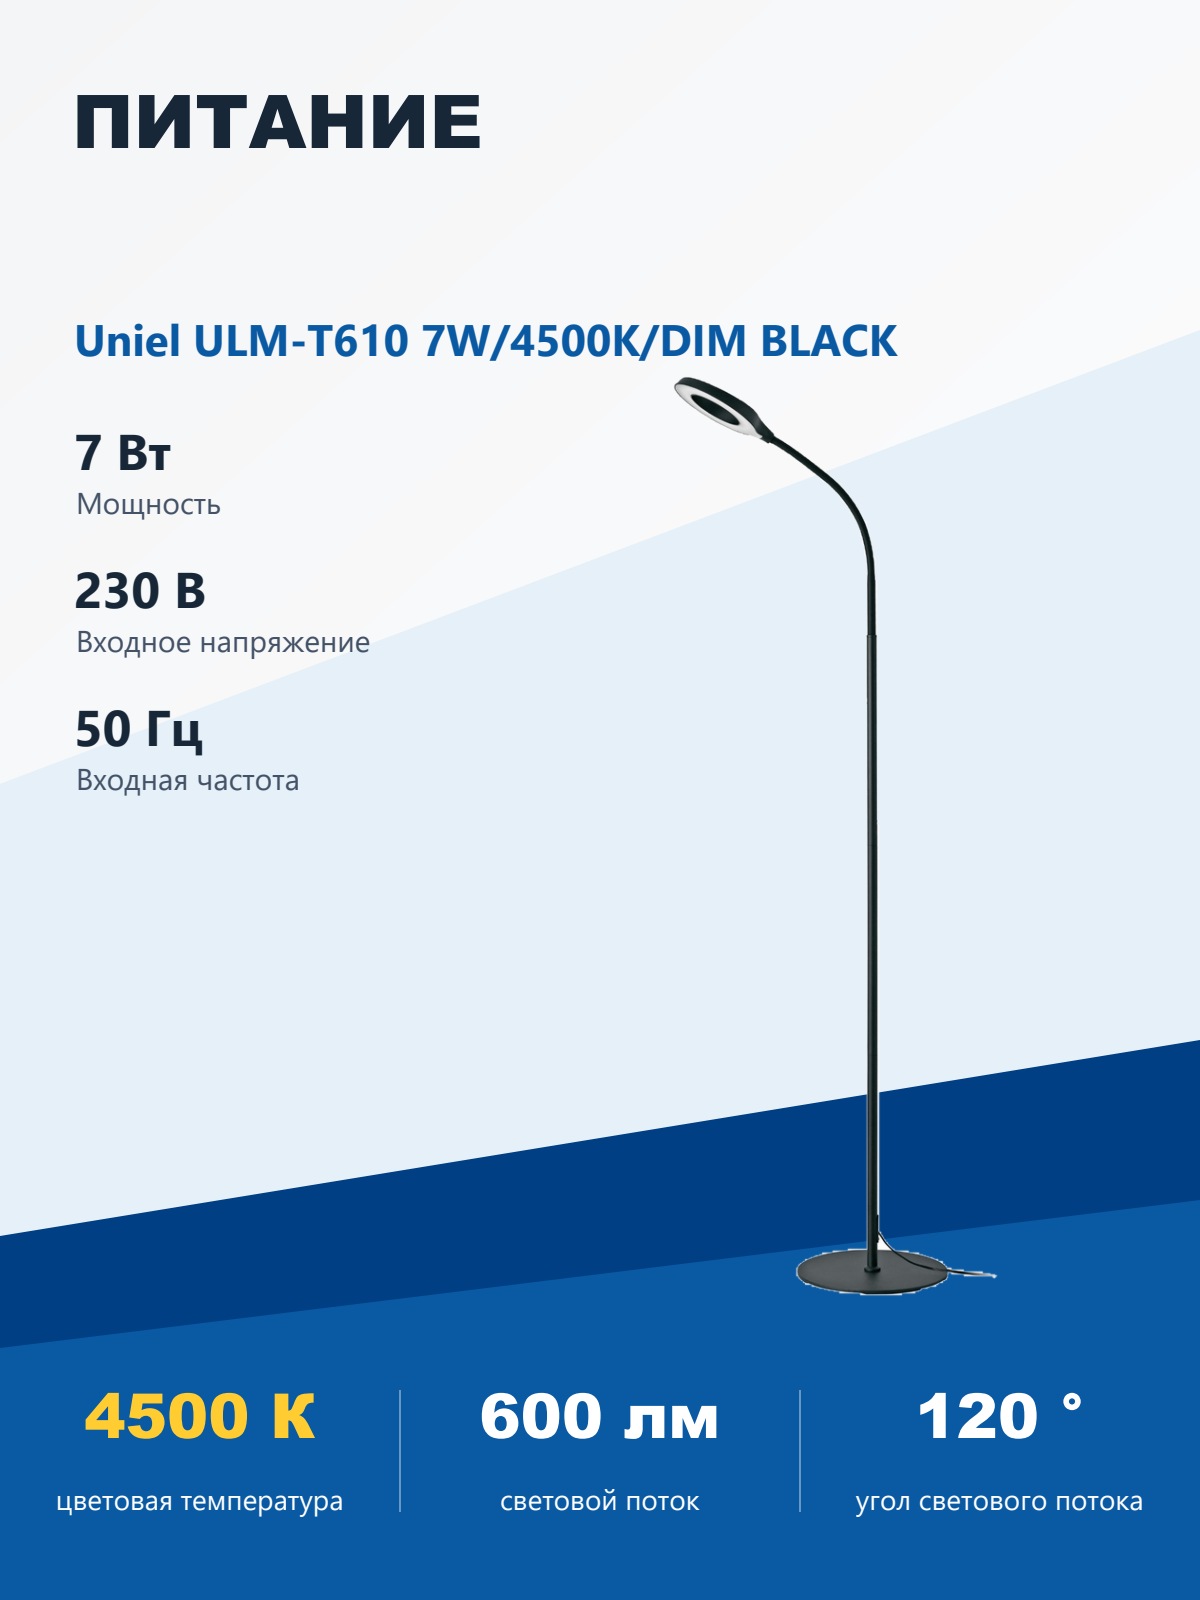 ПИТАНИЕ
Uniel ULM-T610 7W/4500K/DIM BLACK
7 Вт
Мощность
230 В
Входное напряжение
50 Гц
Входная частота
4500 К
цветовая температура
600 лм
световой поток
120 °
угол светового потока